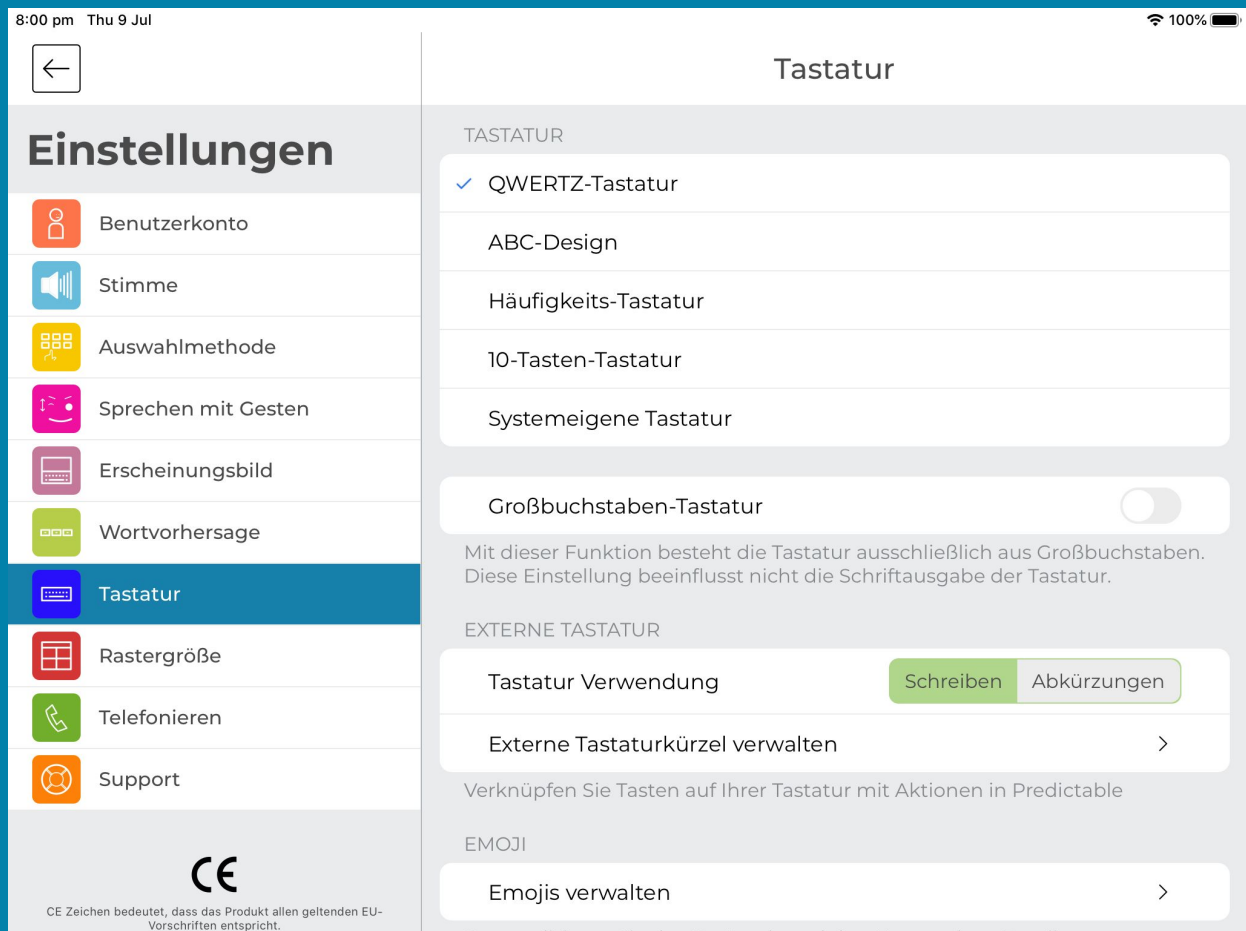 8:00 pm Thu 9 Jul
100%
Tastatur
Einstellungen
Benutzerkonto
Stimme
Auswahlmethode
Sprechen mit Gesten
Erscheinungsbild
Wortvorhersage
Tastatur
Rastergröße
Telefonieren
Support
CE
CE Zeichen bedeutet, dass das Produkt allen geltenden EU-
Vorschriften entspricht.
TASTATUR
QWERTZ-Tastatur
ABC-Design
Häufigkeits-Tastatur
10-Tasten-Tastatur
Systemeigene Tastatur
Großbuchstaben-Tastatur
Mit dieser Funktion besteht die Tastatur ausschließlich aus Großbuchstaben.
Diese Einstellung beeinflusst nicht die Schriftausgabe der Tastatur.
EXTERNE TASTATUR
Tastatur Verwendung Schreiben Abkürzungen
Externe Tastaturkürzel verwalten
Verknüpfen Sie Tasten auf Ihrer Tastatur mit Aktionen in Predictable
EMOJI
Emojis verwalten